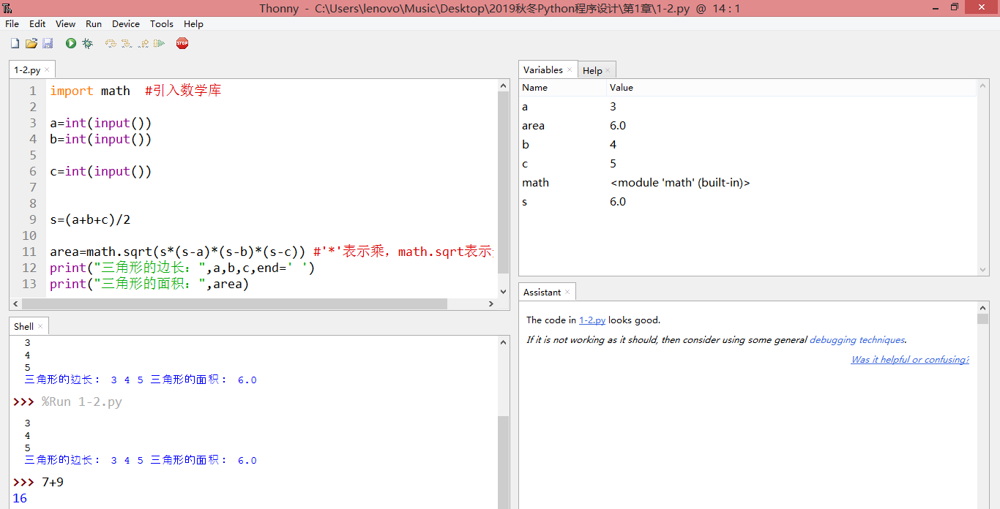 Thonny - C:\Users\lenovo\Music\Desktop\2019秋冬Python程序设计\第1章\1-2.py @ 14 : 1
File Edit View Run Device Tools Help
STOP
1-2.py ×
1 import math #引入数学库
2
3 a=int(input())
4 b=int(input())
5
6 c=int(input())
7
8
9 s=(a+b+c)/2
10
11 area=math.sqrt(s*(s-a)*(s-b)*(s-c)) #'*'表示乘，math.sqrt表示
12 print("三角形的边长：",a,b,c,end=' ')
13 print("三角形的面积：",area)
Shell ×
3
4
5
三角形的边长： 3 4 5 三角形的面积： 6.0
>>> %Run 1-2.py
3
4
5
三角形的边长： 3 4 5 三角形的面积： 6.0
>>> 7+9
16
Variables × Help ×
Name Value
a 3
area 6.0
b 4
c 5
math <module 'math' (built-in)>
s 6.0
Assistant ×
The code in 1-2.py looks good.
If it is not working as it should, then consider using some general debugging techniques.
Was it helpful or confusing?